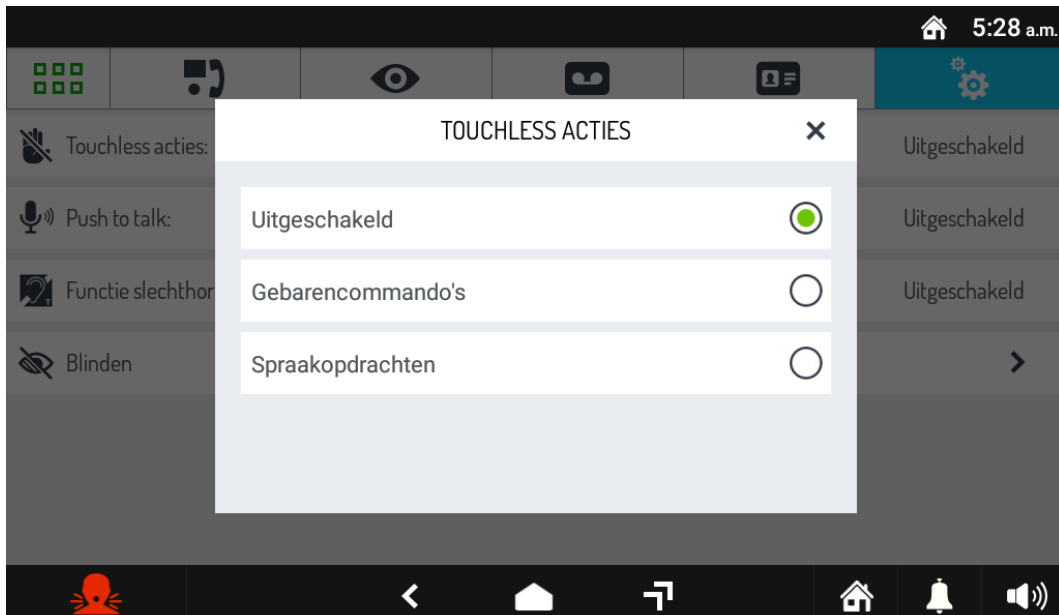 5:28 a.m.
TOUCHLESS ACTIES
Touchless acties:
Uitgeschakeld
Push to talk:
Uitgeschakeld
Functie slechthor
Uitgeschakeld
Blinden
Uitgeschakeld
Gebarencommando's
Spraakopdrachten